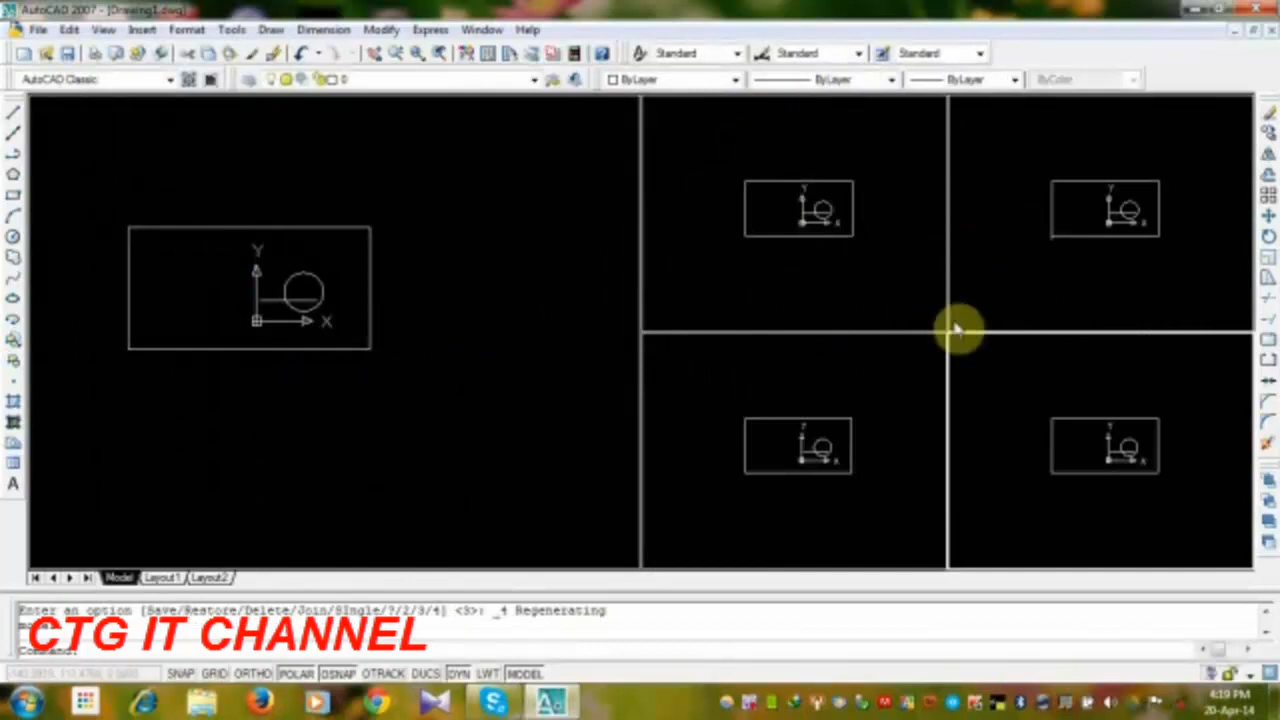 AutoCAD 2007 - [Drawing1.dwg]
File Edit View Insert Format Tools Draw Dimension Modify Express Window Help
Standard Standard Standard
AutoCAD Classic 0 ByLayer ByLayer ByLayer ByColor
Y Y
X X
Y
X
Y Y
X X
Model Layout1 Layout2
Enter an option [Save/Restore/Delete/Join/SIngle/?/2/3/4] <3>: _4 Regenerating
CTG IT CHANNEL
Command:
SNAP GRID ORTHO POLAR OSNAP OTRACK DUCS DYN LWT MODEL
4:19 PM
20-Apr-14